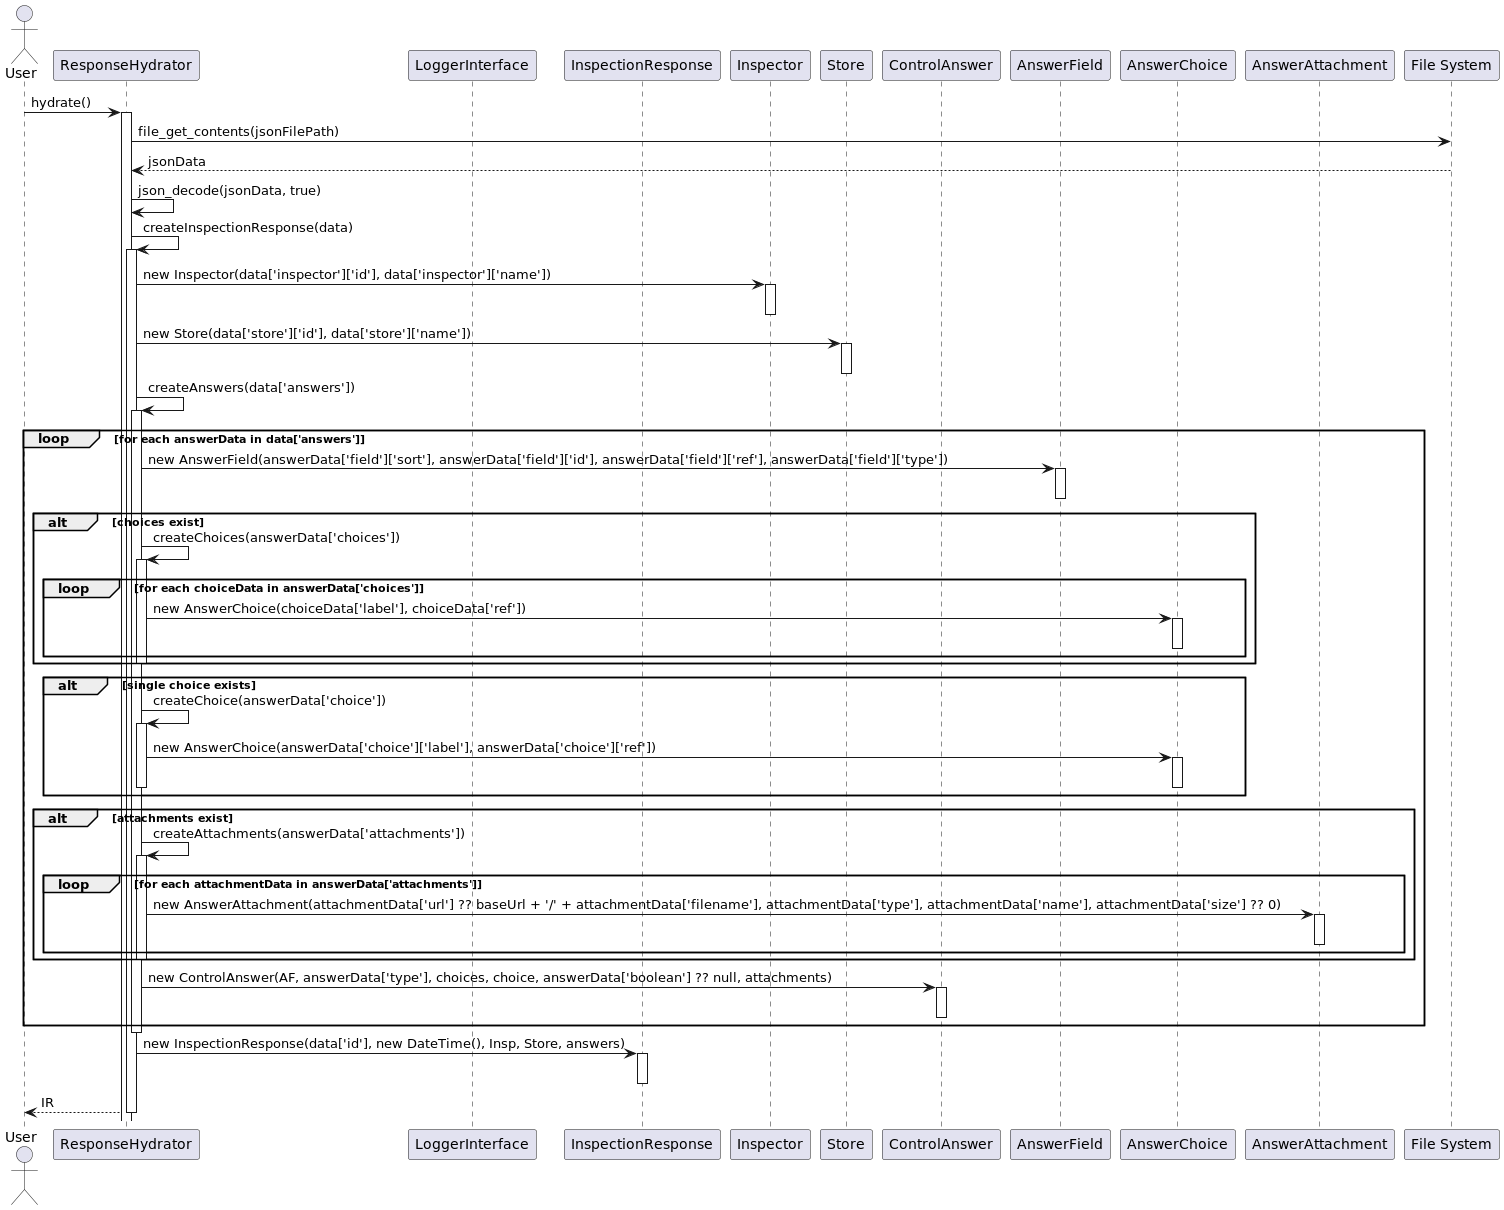 User
ResponseHydrator
LoggerInterface
InspectionResponse
Inspector
Store
ControlAnswer
AnswerField
AnswerChoice
AnswerAttachment
File System
hydrate()
file_get_contents(jsonFilePath)
jsonData
json_decode(jsonData, true)
createInspectionResponse(data)
new Inspector(data['inspector']['id'], data['inspector']['name'])
new Store(data['store']['id'], data['store']['name'])
createAnswers(data['answers'])
loop [for each answerData in data['answers']]
new AnswerField(answerData['field']['sort'], answerData['field']['id'], answerData['field']['ref'], answerData['field']['type'])
alt [choices exist]
createChoices(answerData['choices'])
loop [for each choiceData in answerData['choices']]
new AnswerChoice(choiceData['label'], choiceData['ref'])
alt [single choice exists]
createChoice(answerData['choice'])
new AnswerChoice(answerData['choice']['label'], answerData['choice']['ref'])
alt [attachments exist]
createAttachments(answerData['attachments'])
loop [for each attachmentData in answerData['attachments']]
new AnswerAttachment(attachmentData['url'] ?? baseUrl + '/' + attachmentData['filename'], attachmentData['type'], attachmentData['name'], attachmentData['size'] ?? 0)
new ControlAnswer(AF, answerData['type'], choices, choice, answerData['boolean'] ?? null, attachments)
new InspectionResponse(data['id'], new DateTime(), Insp, Store, answers)
IR
User
ResponseHydrator
LoggerInterface
InspectionResponse
Inspector
Store
ControlAnswer
AnswerField
AnswerChoice
AnswerAttachment
File System